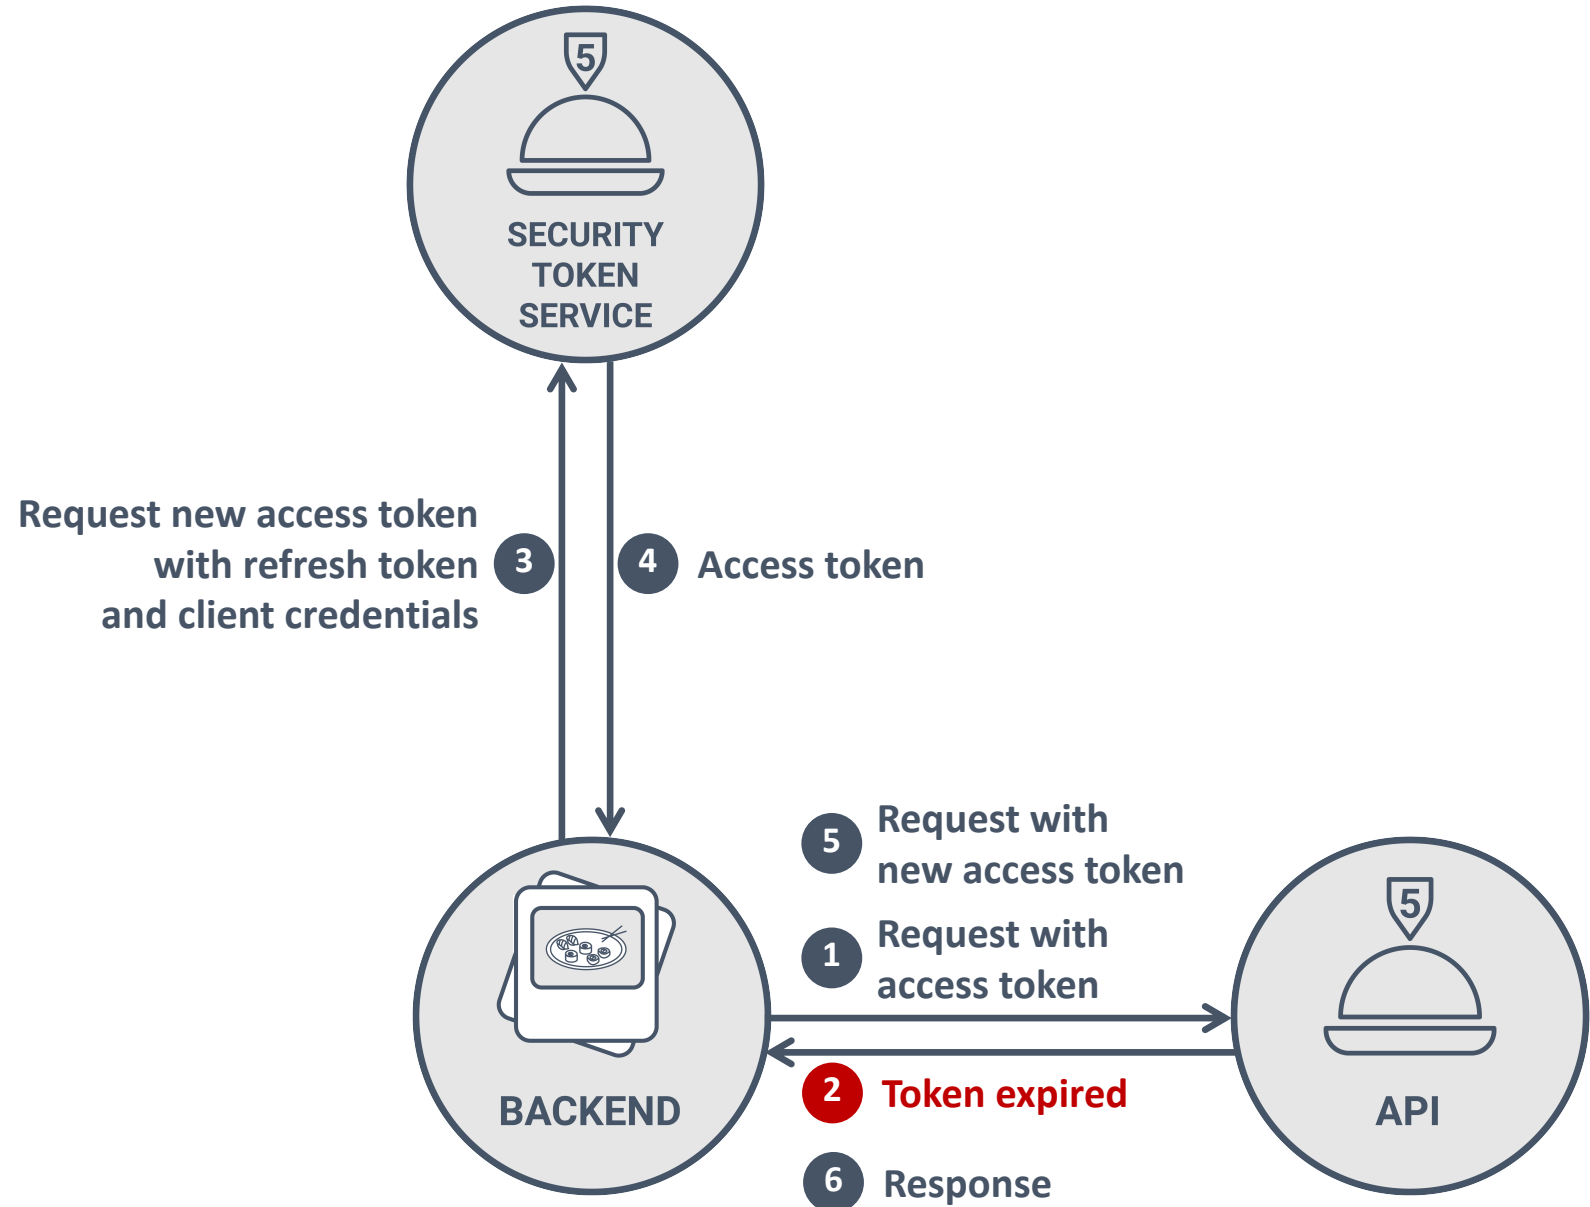 5
SECURITY
TOKEN
SERVICE
Request new access token
with refresh token
and client credentials
3
4
Access token
5
Request with
new access token
1
Request with
access token
2
Token expired
6
Response
BACKEND
5
API